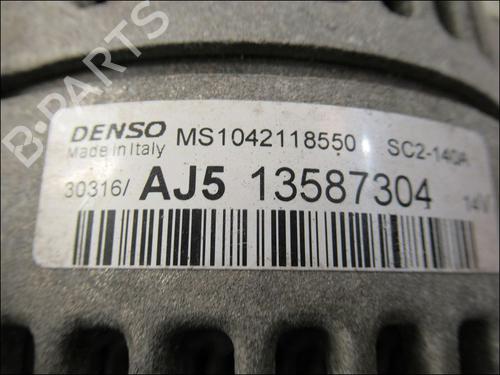 DENSO MS1042118550 SC2-140A
Made in Italy
30316/ AJ5 13587304 14V
B-PARTS